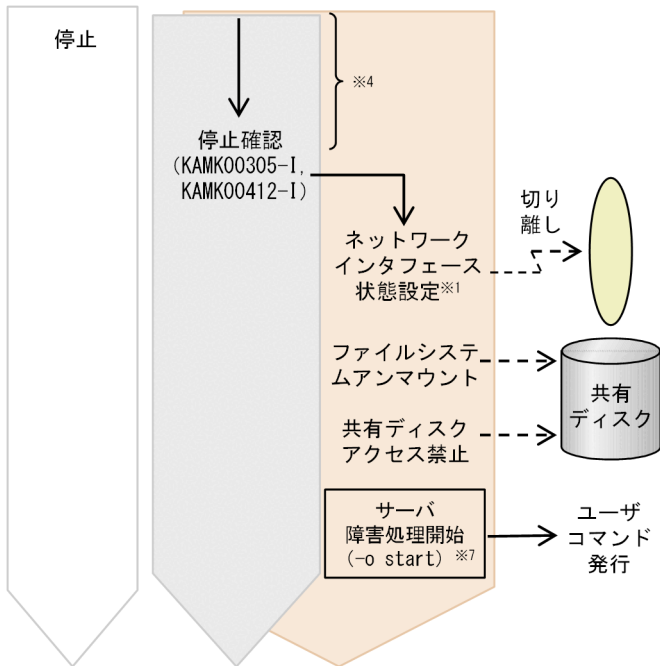 停止
※4
停止確認
(KAMK00305-I,
KAMK00412-I)
切り
離し
ネットワーク
インタフェース
状態設定※1
ファイルシステ
ムアンマウント
共有
ディスク
共有ディスク
アクセス禁止
サーバ
障害処理開始
(-o start) ※7
ユーザ
コマンド
発行